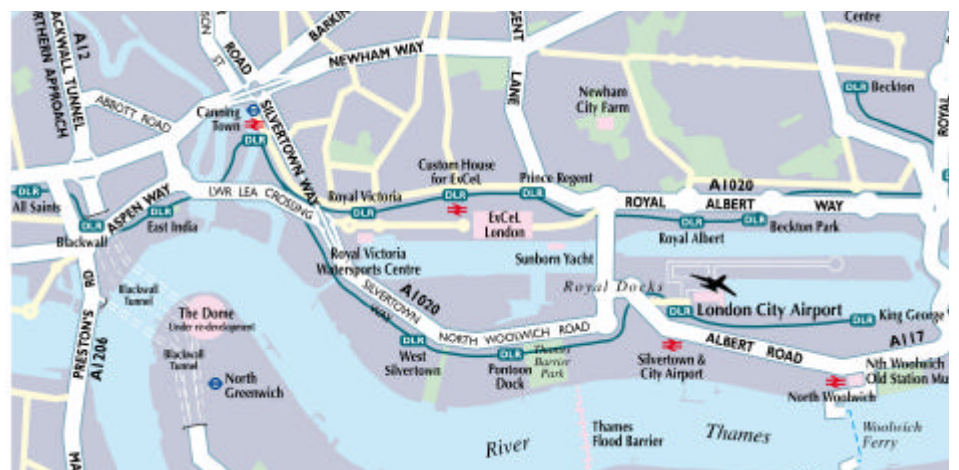 A12
BLACKWALL TUNNEL
NORTHERN APPROACH
ABBOTT ROAD
ST
ROAD
BARKIN
NEWHAM WAY
LANE
Centre
ROYAL
DLR
Beckton
Newham
City Farm
Canning
Town
DLR
SILVERTOWN WAY
DLR
All Saints
ASPEN WAY
DLR
Blackwall
DLR
East India
LWR LEA CROSSING
Royal Victoria
DLR
Custom House
for ExCeL
DLR
Prince Regent
DLR
ExCeL
London
A1020
ROYAL ALBERT WAY
DLR
Royal Albert
DLR
Beckton Park
Royal Victoria
Watersports Centre
Sunborn Yacht
Royal Docks
Blackwall
Tunnel
The Dome
Under re-development
Blackwall
Tunnel
North
Greenwich
PRESTON'S RD
A1206
A1020
SILVERTOWN WAY
NORTH WOOLWICH ROAD
DLR
West
Silvertown
DLR
Pontoon
Dock
Thames
Barrier
Park
DLR
London City Airport
DLR
King George
ALBERT ROAD
A117
Silvertown &
City Airport
Nth Woolwich
Old Station Mu
North Woolwich
Woolwich
Ferry
River Thames
Thames
Flood Barrier